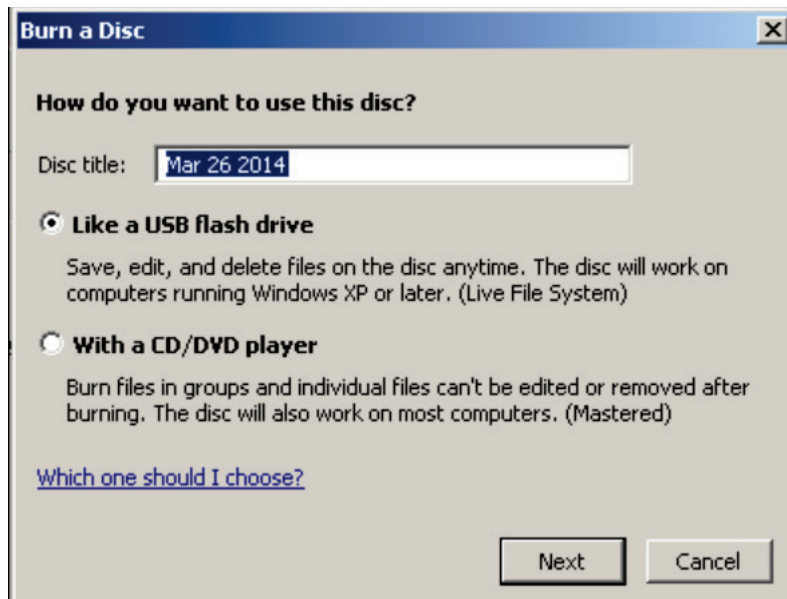 Burn a Disc
How do you want to use this disc?
Disc title: Mar 26 2014
Like a USB flash drive
Save, edit, and delete files on the disc anytime. The disc will work on
computers running Windows XP or later. (Live File System)
With a CD/DVD player
Burn files in groups and individual files can't be edited or removed after
burning. The disc will also work on most computers. (Mastered)
Which one should I choose?
Next Cancel